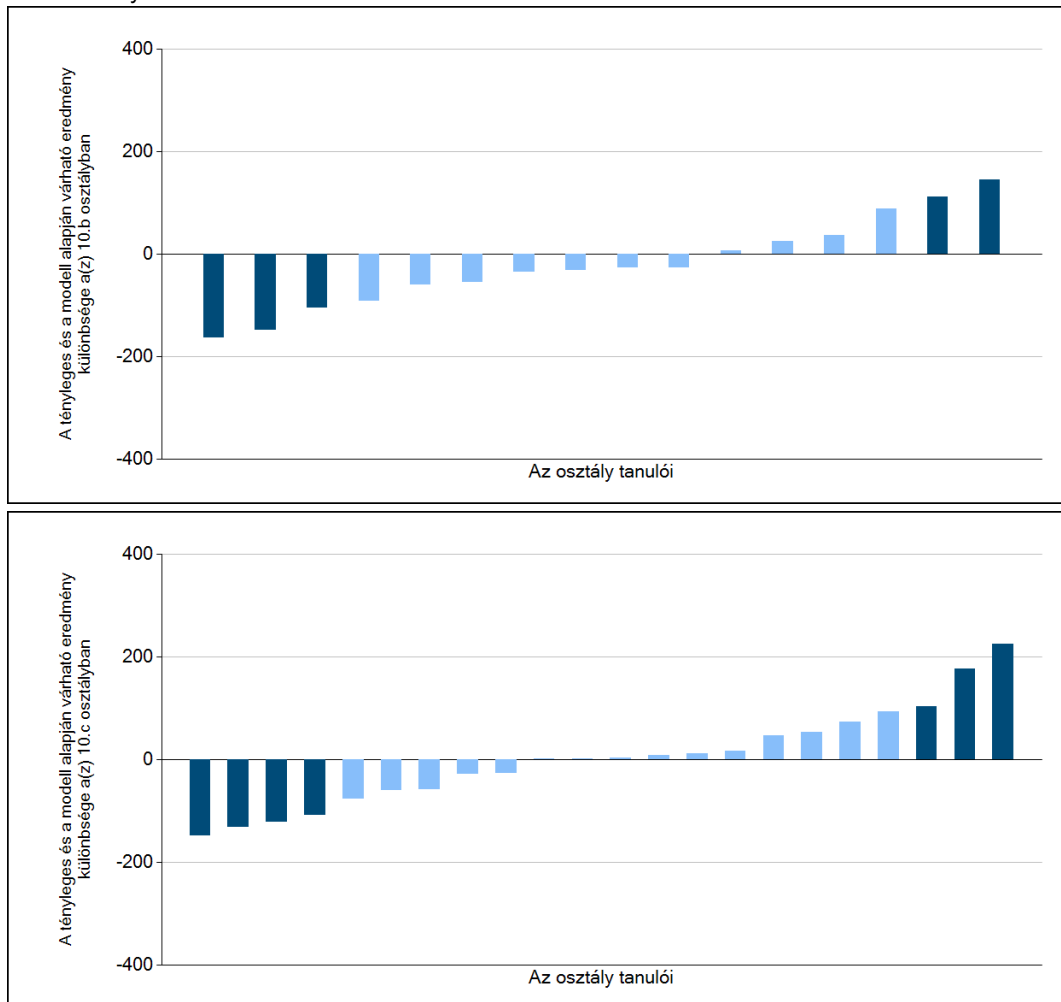 A tényleges és a modell alapján várható eredmény
különbsége a(z) 10.b osztályban
400
200
0
-200
-400
Az osztály tanulói
A tényleges és a modell alapján várható eredmény
különbsége a(z) 10.c osztályban
400
200
0
-200
-400
Az osztály tanulói